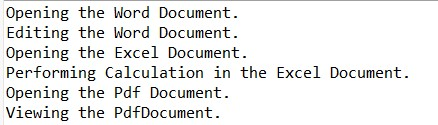 Opening the Word Document.
Editing the Word Document.
Opening the Excel Document.
Performing Calculation in the Excel Document.
Opening the Pdf Document.
Viewing the PdfDocument.